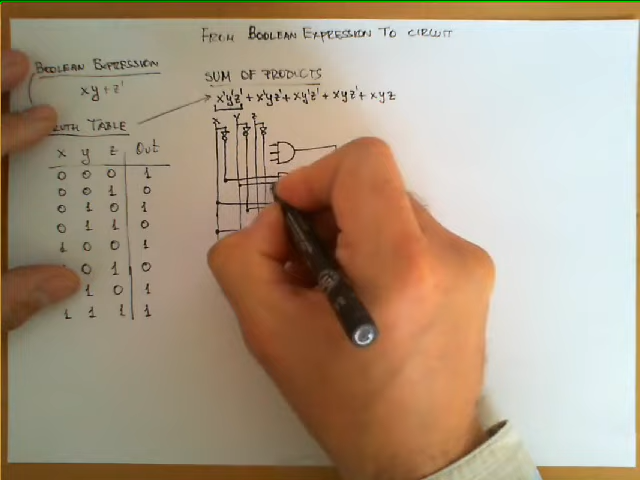 FROM BOOLEAN EXPRESSION TO CIRCUIT
BOOLEAN EXPRESSION
xy + z'
TRUTH TABLE
x y z Out
0 0 0 1
0 0 1 0
0 1 0 1
0 1 1 0
1 0 0 1
0 1 0
1 0 1
1 1 1 1
SUM OF PRODUCTS
x'y'z' + x'yz' + xy'z' + xyz' + xyz
x y z